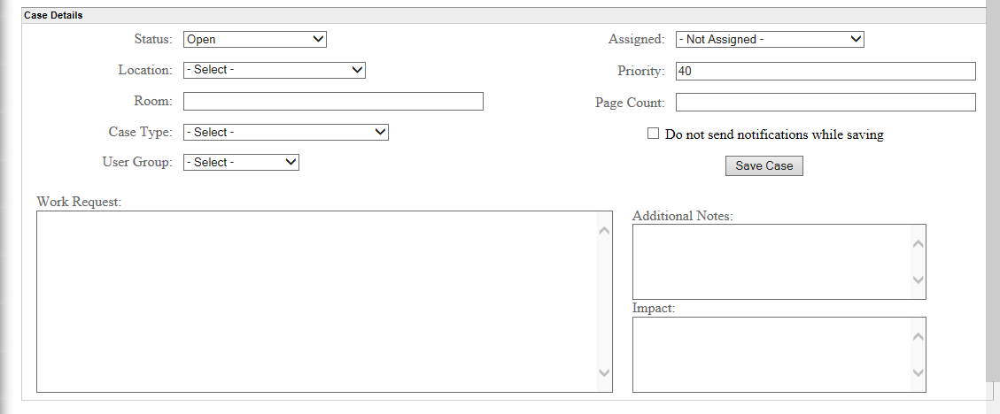 Case Details
Status: Open
Assigned: - Not Assigned -
Location: - Select -
Priority: 40
Room:
Page Count:
Case Type: - Select -
Do not send notifications while saving
User Group: - Select -
Save Case
Work Request:
Additional Notes:
Impact: